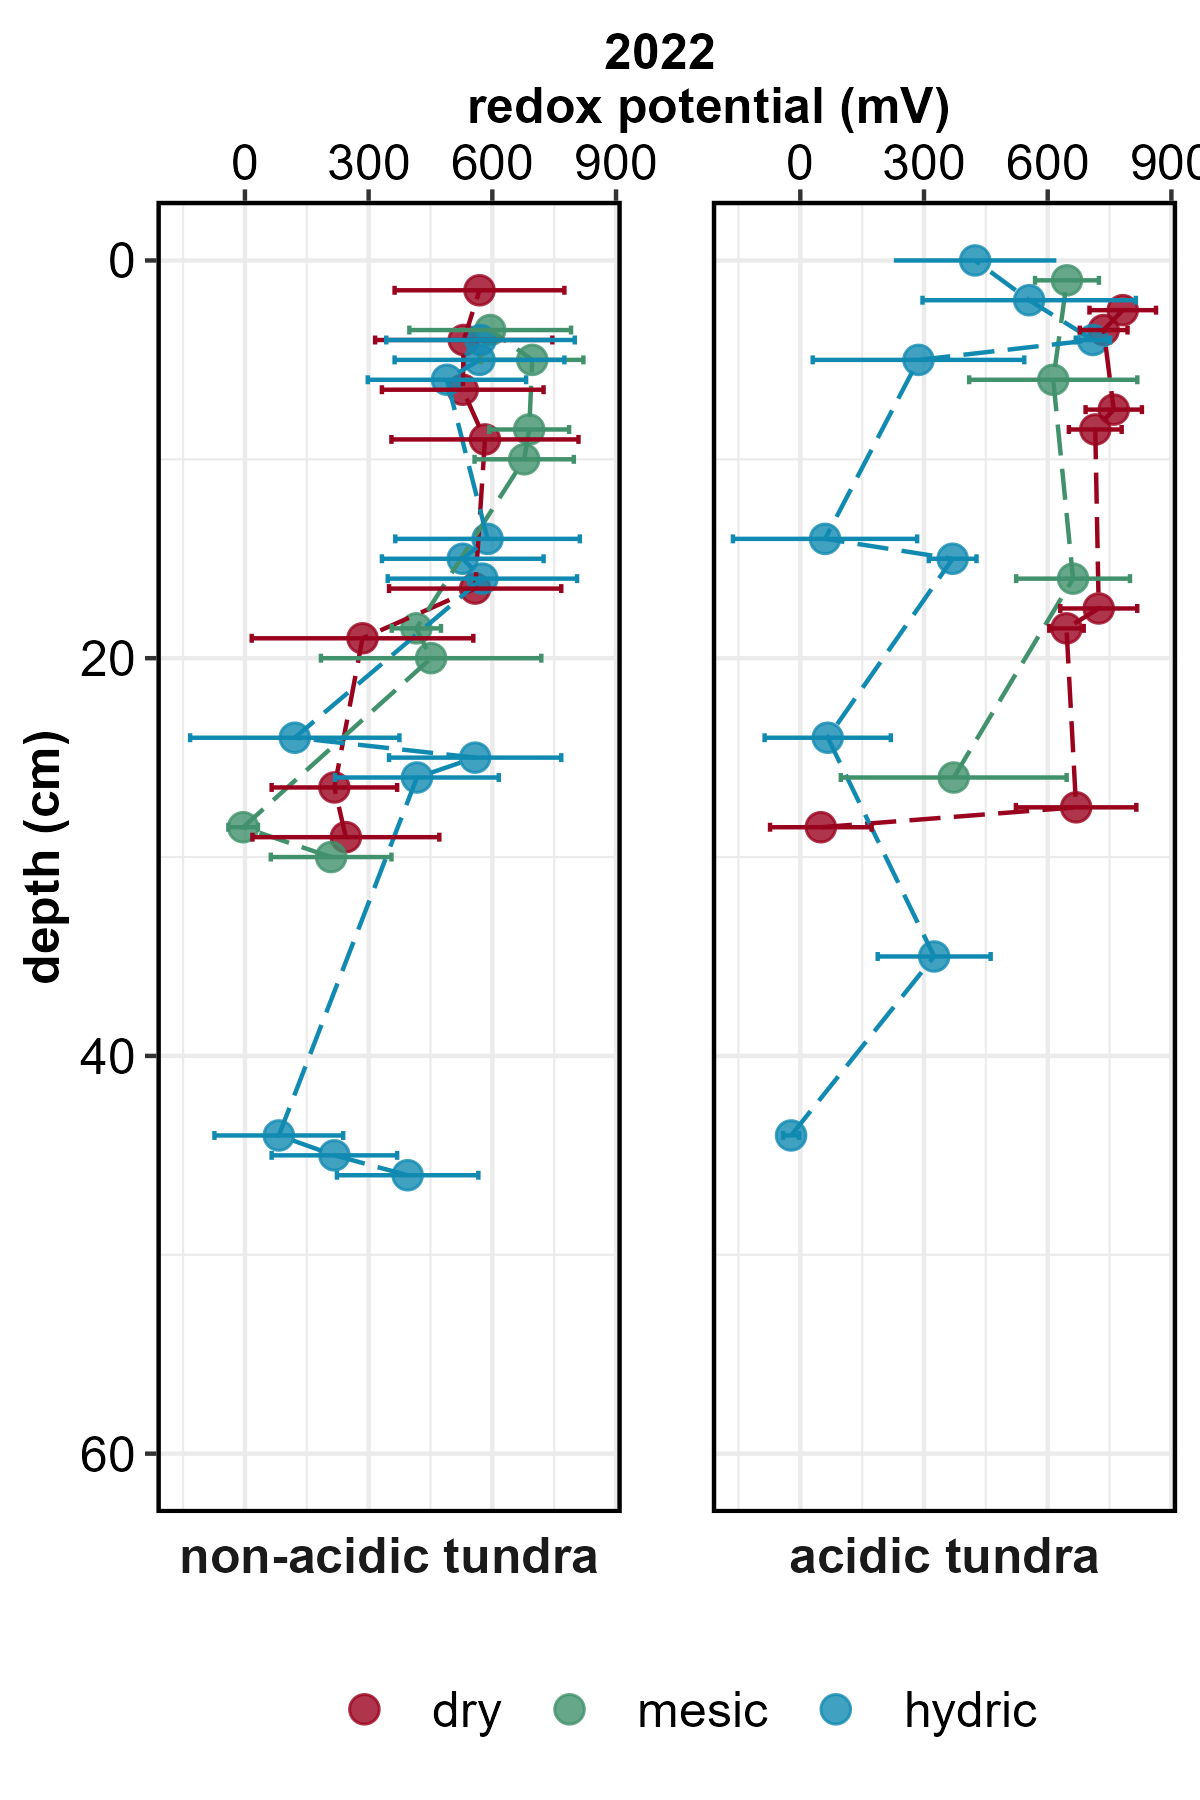 2022
redox potential (mV)
0 300 600 900 0 300 600 900
0
20
40
60
depth (cm)
non-acidic tundra acidic tundra
dry mesic hydric